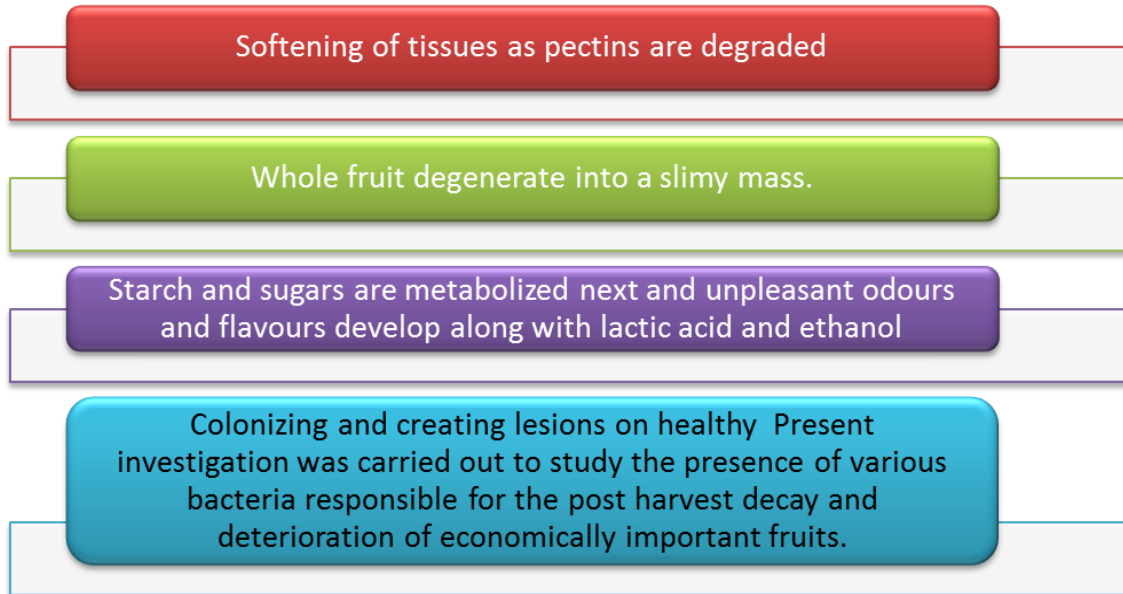 Softening of tissues as pectins are degraded
Whole fruit degenerate into a slimy mass.
Starch and sugars are metabolized next and unpleasant odours
and flavours develop along with lactic acid and ethanol
Colonizing and creating lesions on healthy  Present
investigation was carried out to study the presence of various
bacteria responsible for the post harvest decay and
deterioration of economically important fruits.